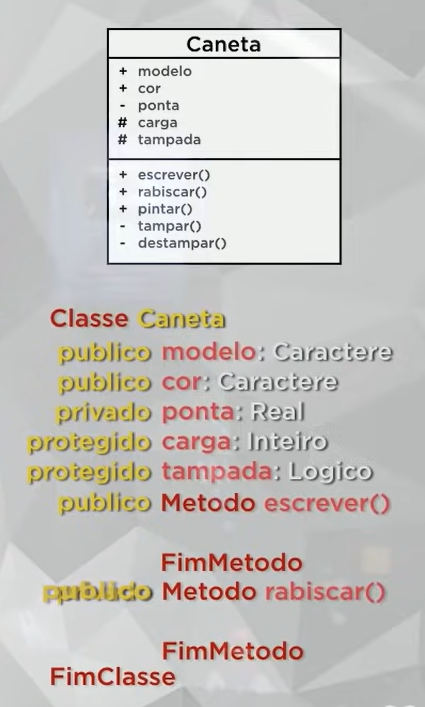 Caneta
+ modelo
+ cor
- ponta
# carga
# tampada
+ escrever()
+ rabiscar()
+ pintar()
- tampar()
- destampar()
Classe Caneta
publico modelo: Caractere
publico cor: Caractere
privado ponta: Real
protegido carga: Inteiro
protegido tampada: Logico
publico Metodo escrever()
FimMetodo
Metodo rabiscar()
FimMetodo
FimClasse